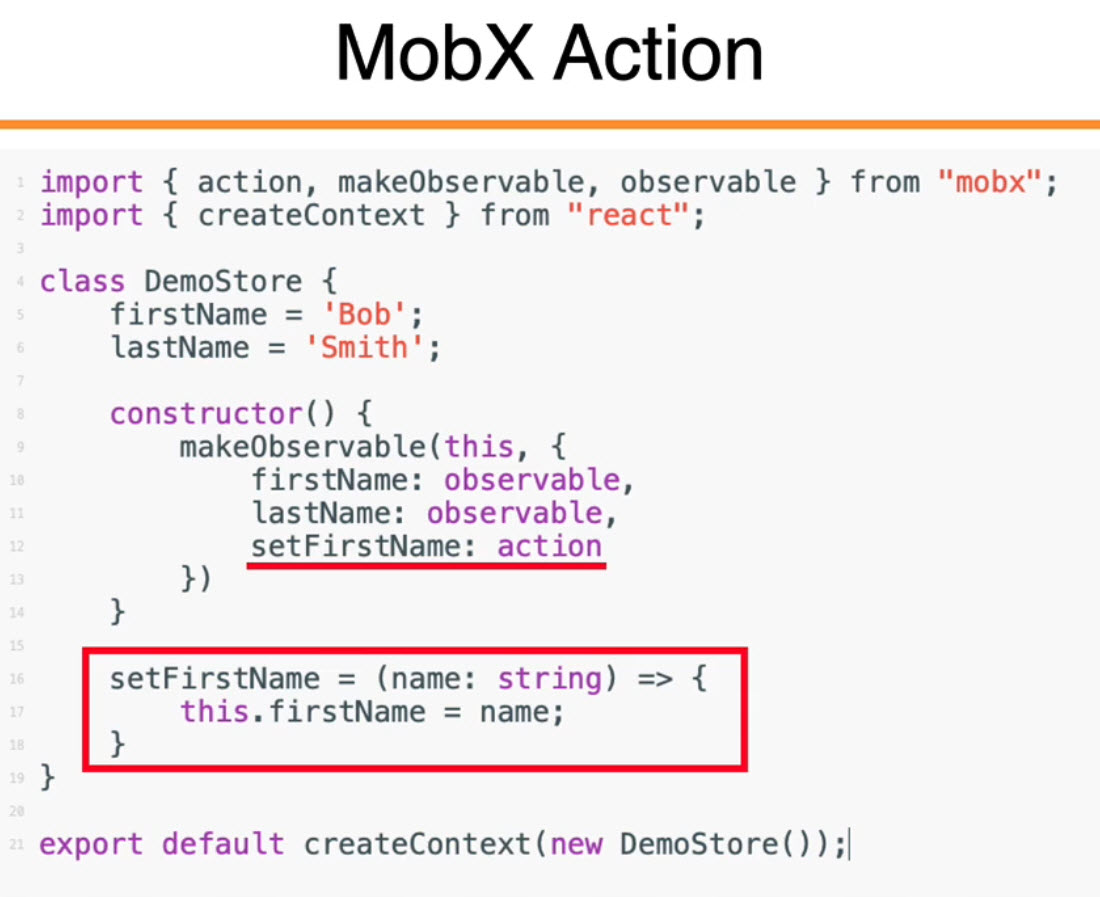 MobX Action
1 import { action, makeObservable, observable } from "mobx";
2 import { createContext } from "react";
3
4 class DemoStore {
5     firstName = 'Bob';
6     lastName = 'Smith';
7
8     constructor() {
9         makeObservable(this, {
10             firstName: observable,
11             lastName: observable,
12             setFirstName: action
13         })
14     }
15
16     setFirstName = (name: string) => {
17         this.firstName = name;
18     }
19 }
20
21 export default createContext(new DemoStore());